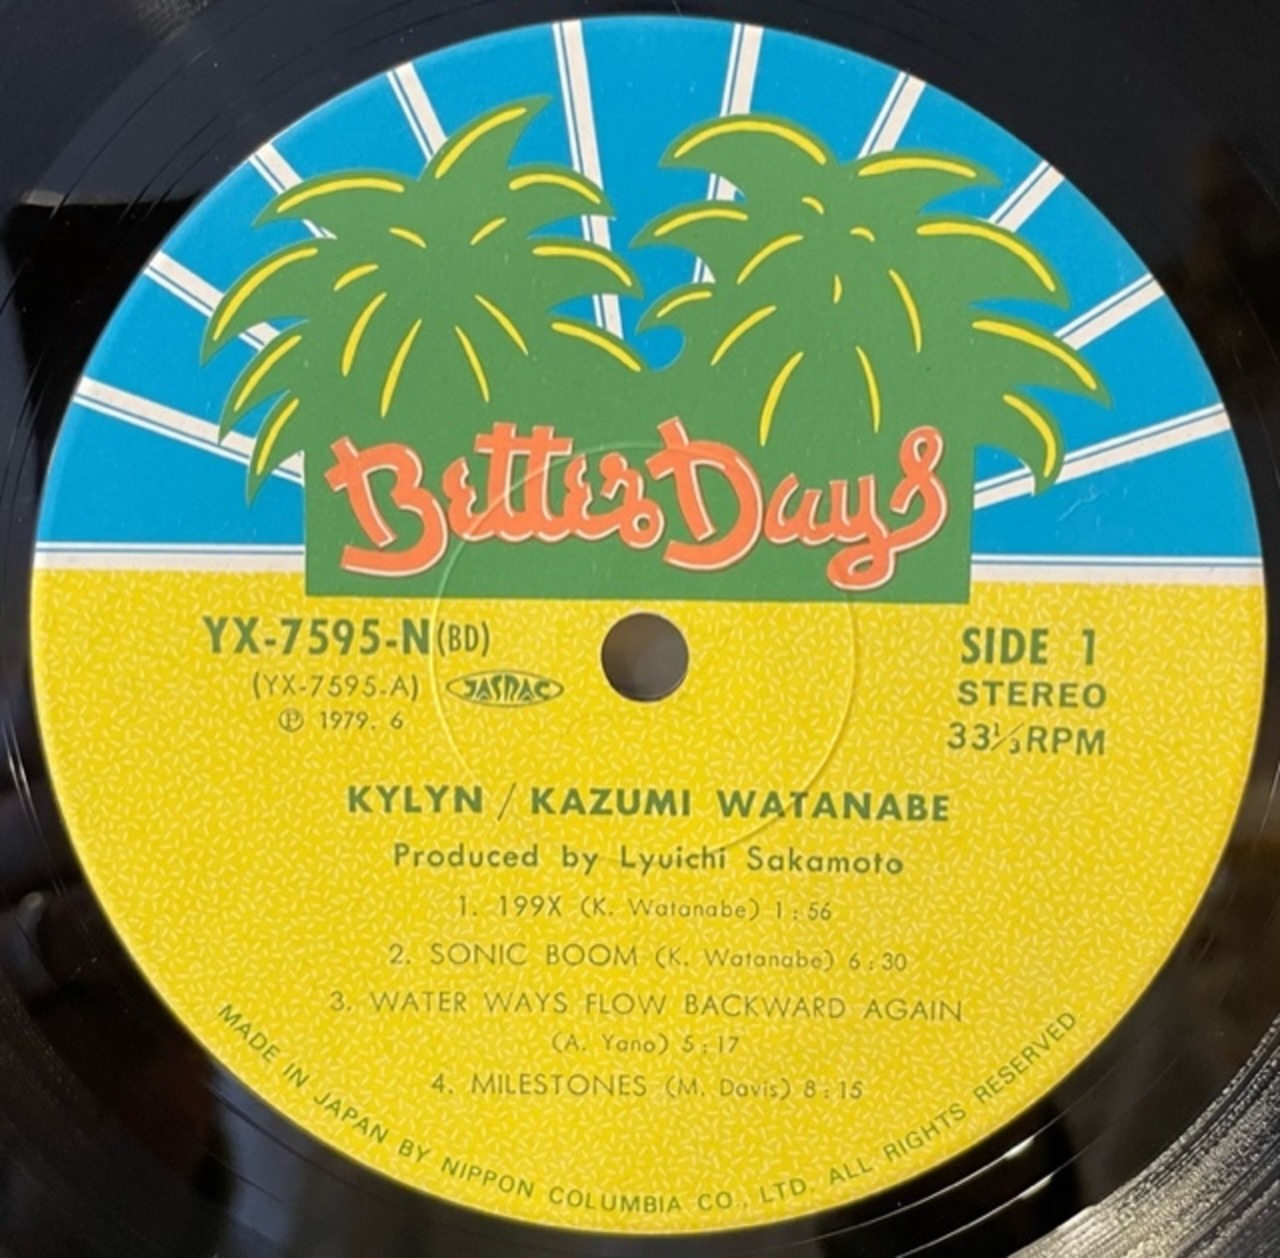 Better Days
YX-7595-N (BD)
(YX-7595-A) JASRAC
℗ 1979. 6
SIDE 1
STEREO
33⅓ RPM
KYLYN / KAZUMI WATANABE
Produced by Lyuichi Sakamoto
1. 199X (K. Watanabe) 1:56
2. SONIC BOOM (K. Watanabe) 6:30
3. WATER WAYS FLOW BACKWARD AGAIN
(A. Yano) 5:17
4. MILESTONES (M. Davis) 8:15
MADE IN JAPAN BY NIPPON COLUMBIA CO., LTD. ALL RIGHTS RESERVED